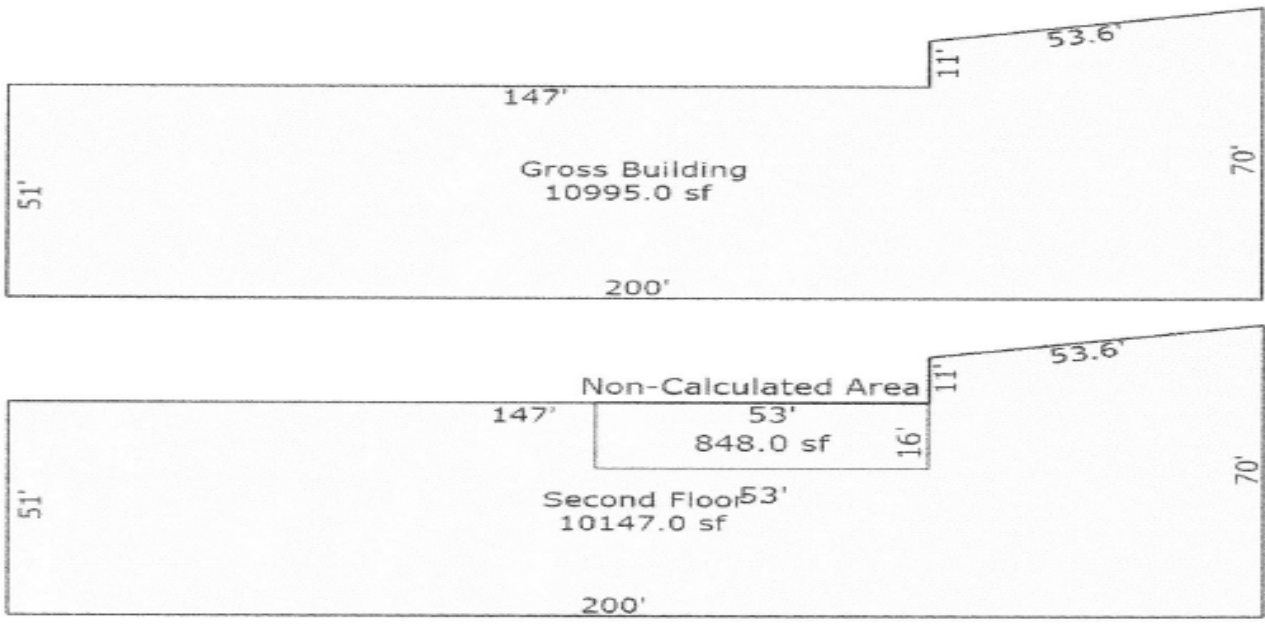 53.6'
11'
147'
Gross Building
10995.0 sf
51'
70'
200'
53.6'
Non-Calculated Area
11'
147'
53'
848.0 sf
16'
51'
70'
Second Floor 53'
10147.0 sf
200'